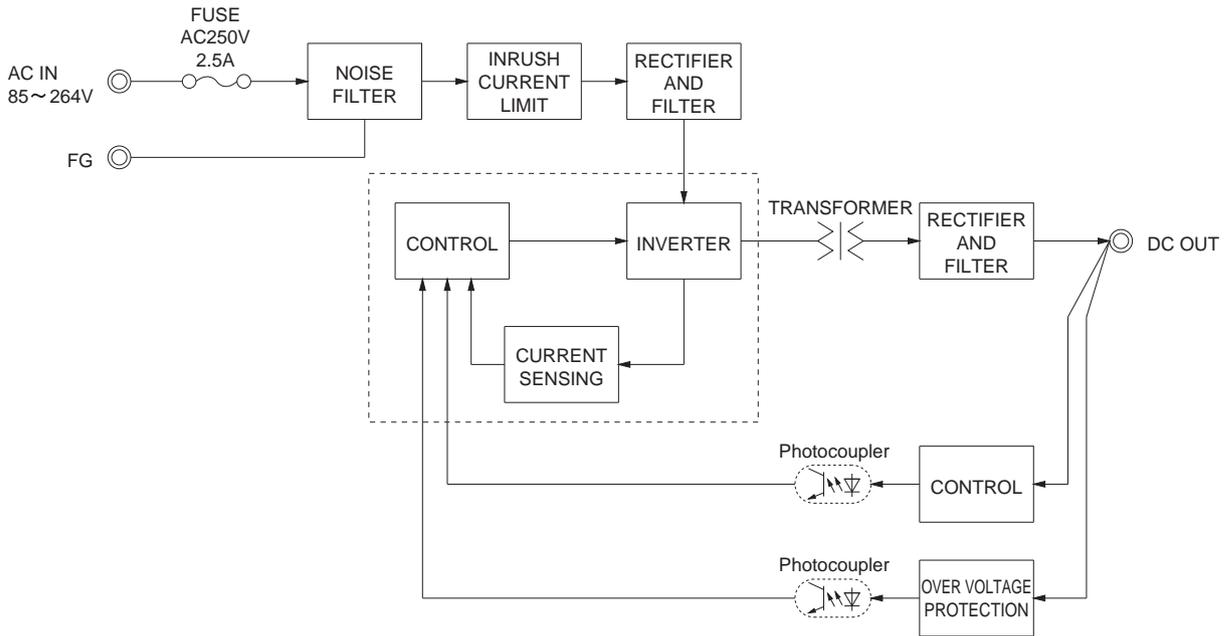 FUSE
AC250V
2.5A
AC IN
85～264V
NOISE
FILTER
INRUSH
CURRENT
LIMIT
RECTIFIER
AND
FILTER
FG
TRANSFORMER
CONTROL
INVERTER
RECTIFIER
AND
FILTER
DC OUT
CURRENT
SENSING
Photocoupler
CONTROL
Photocoupler
OVER VOLTAGE
PROTECTION